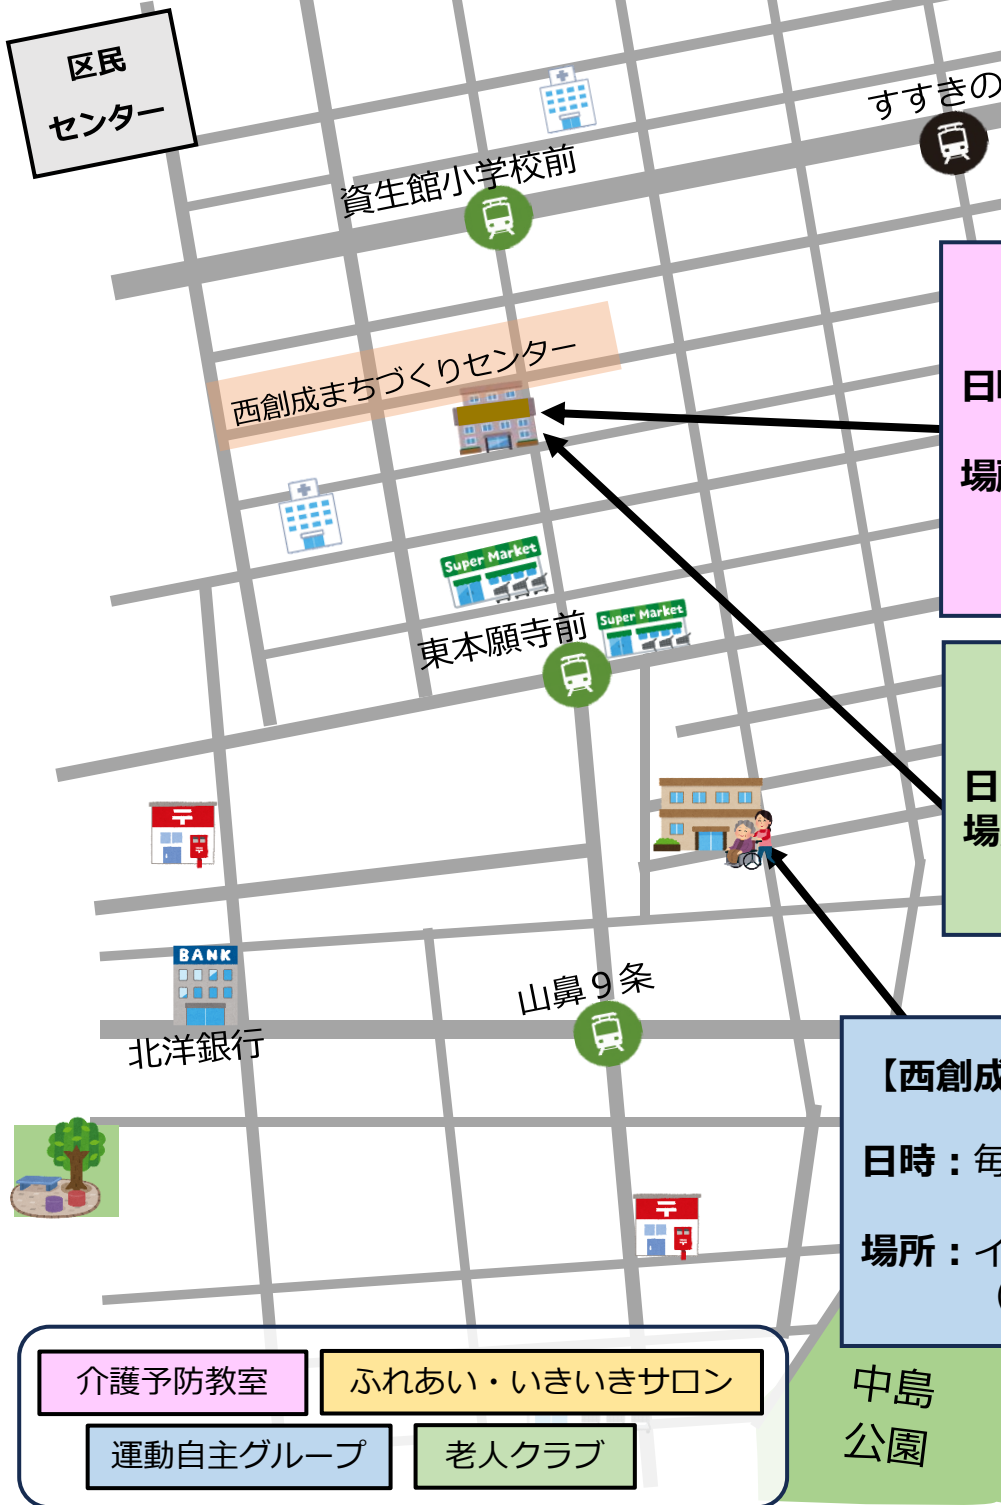 区民
センター
すすきの
資生館小学校前
西創成まちづくりセンター
日時
場所
Super Market
Super Market
東本願寺前
日
場
BANK
北洋銀行
山鼻９条
【西創成
日時：毎
場所：イ
（
中島
公園
介護予防教室
ふれあい・いきいきサロン
運動自主グループ
老人クラブ